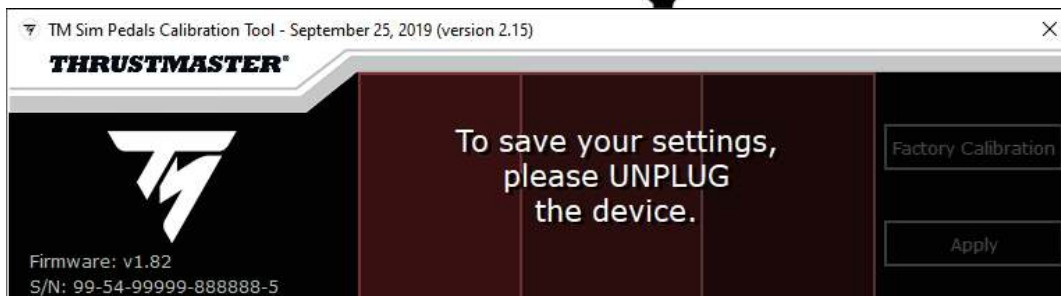 TM Sim Pedals Calibration Tool - September 25, 2019 (version 2.15)
THRUSTMASTER®
To save your settings,
please UNPLUG
the device.
Factory Calibration
Apply
Firmware: v1.82
S/N: 99-54-99999-888888-5